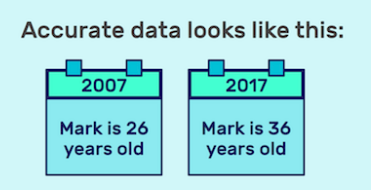 Accurate data looks like this:
2007
Mark is 26
years old
2017
Mark is 36
years old